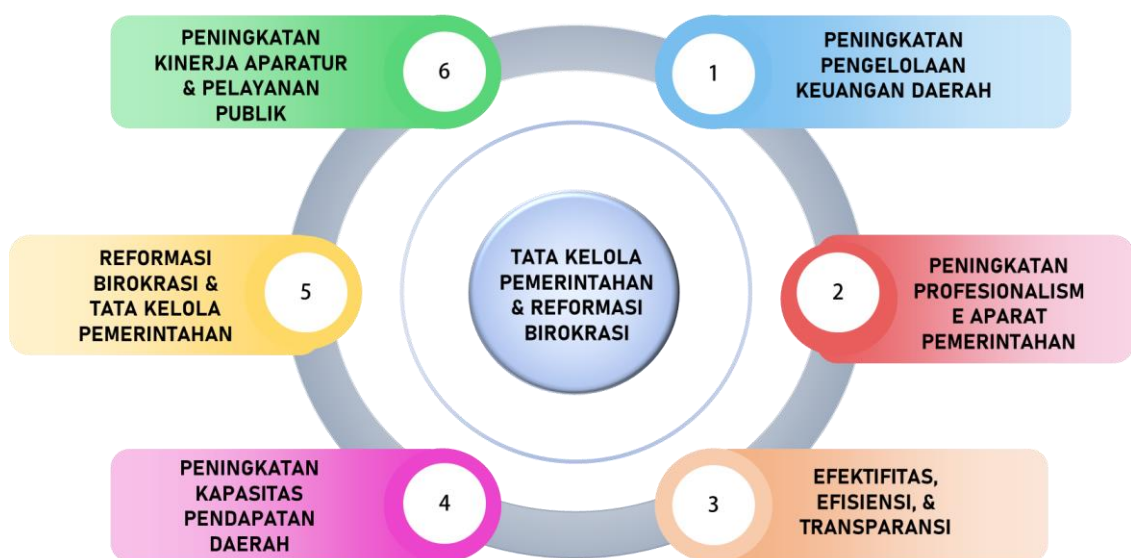 PENINGKATAN
PENGELOLAAN
KEUANGAN DAERAH
1
PENINGKATAN
PROFESIONALISM
E APARAT
PEMERINTAHAN
2
EFEKTIFITAS,
EFISIENSI, &
TRANSPARANSI
3
PENINGKATAN
KAPASITAS
PENDAPATAN
DAERAH
4
REFORMASI
BIROKRASI &
TATA KELOLA
PEMERINTAHAN
5
PENINGKATAN
KINERJA APARATUR
& PELAYANAN
PUBLIK
6
TATA KELOLA
PEMERINTAHAN
& REFORMASI
BIROKRASI